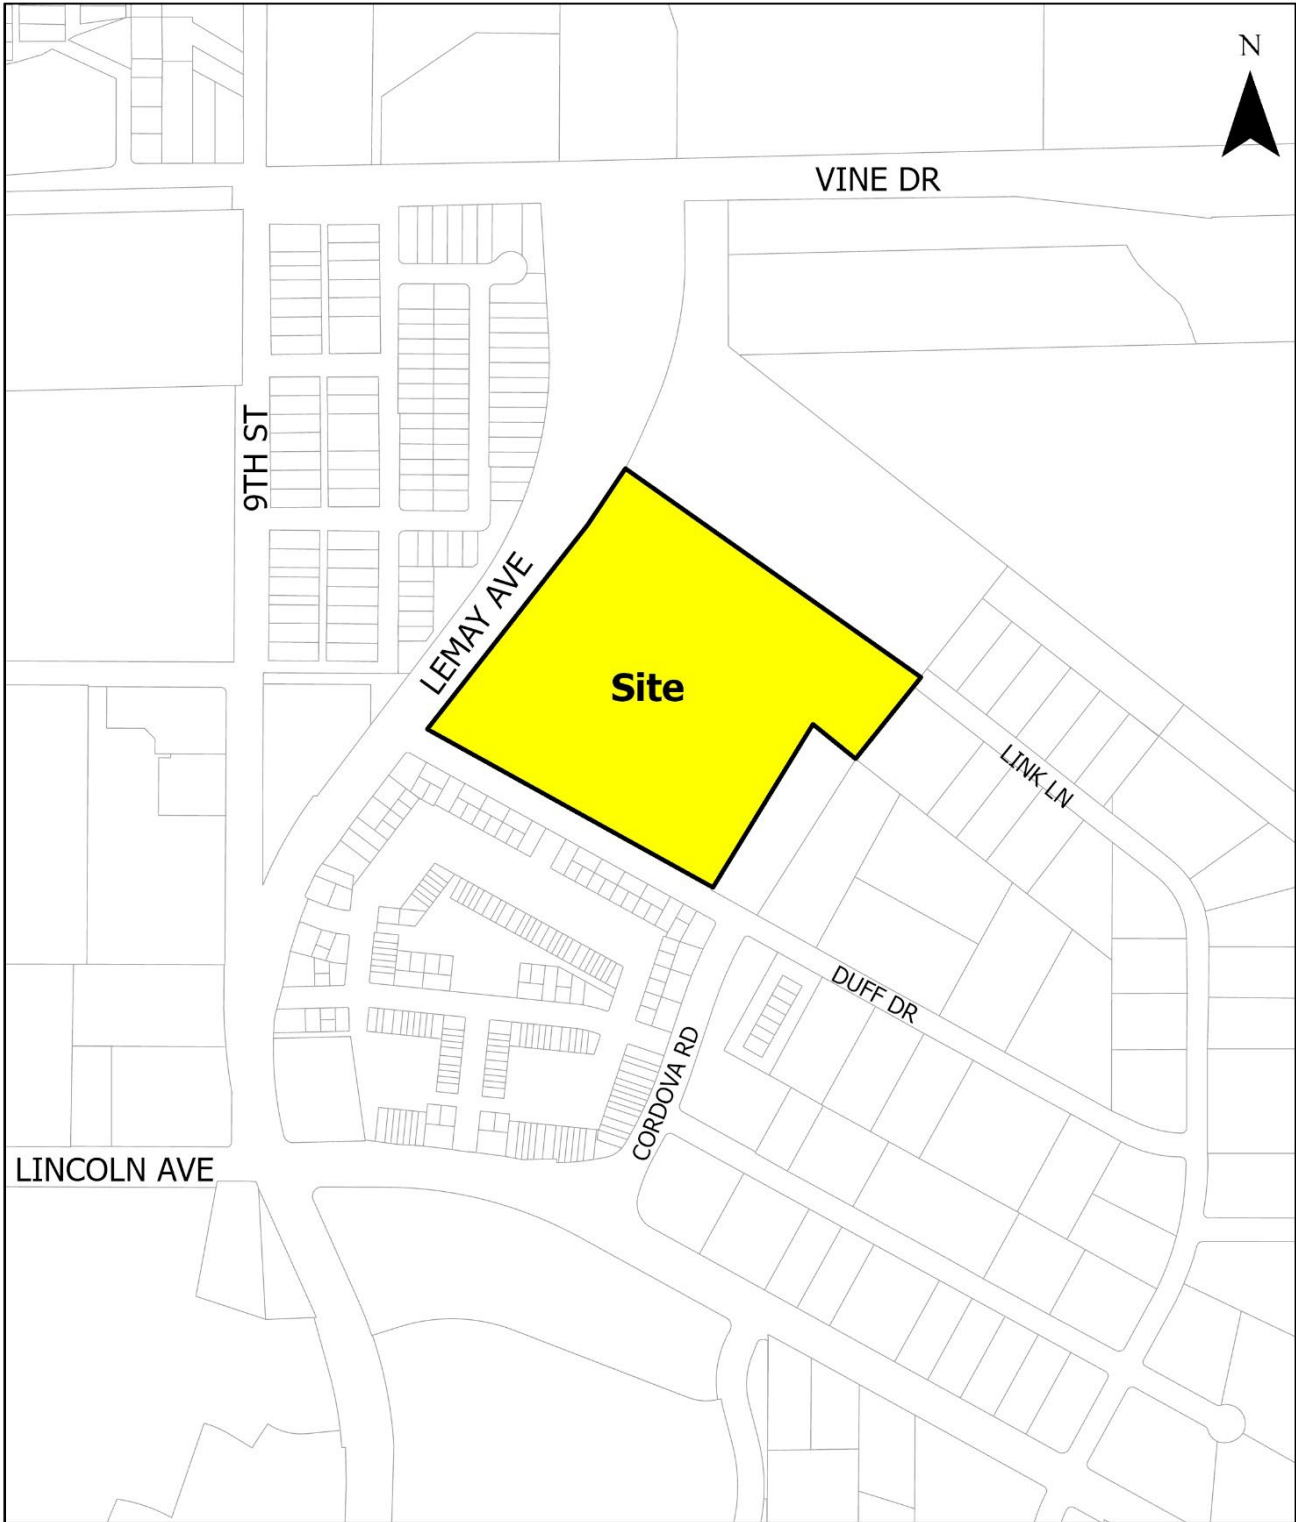 N
VINE DR
9TH ST
LEMAY AVE
Site
LINK LN
DUFF DR
CORDOVA RD
LINCOLN AVE